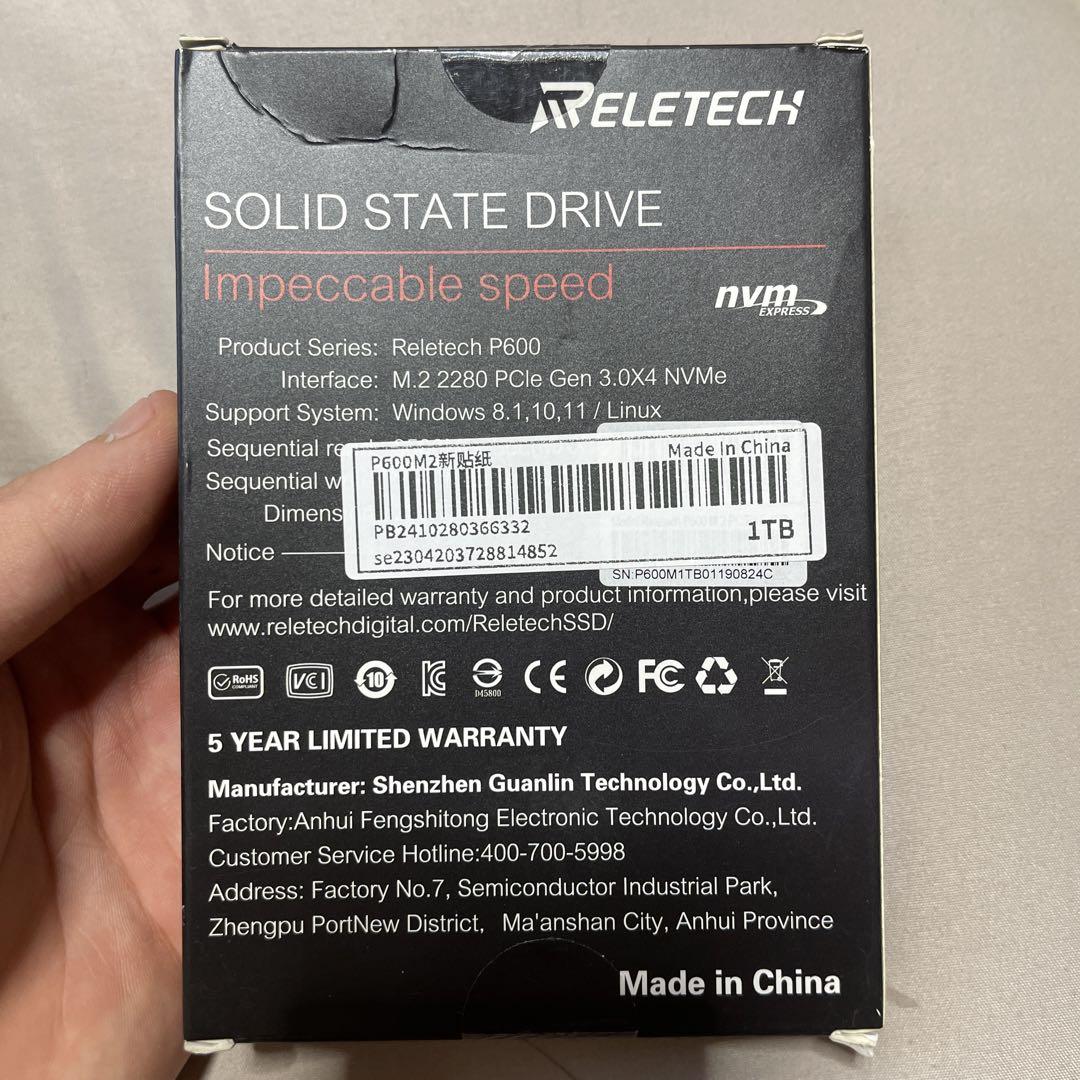 RELETECH
SOLID STATE DRIVE
Impeccable speed
nvm
EXPRESS
Product Series: Reletech P600
Interface: M.2 2280 PCIe Gen 3.0X4 NVMe
Support System: Windows 8.1,10,11 / Linux
Sequential
Sequential
Notice
P600M2新贴纸
Made In China
PB2410280366332
1TB
se2304203728814852
SN:P600M1TB01190824C
For more detailed warranty and product information,please visit
www.reletechdigital.com/ReletechSSD/
RoHS
COMPLIANT
VCI
10
D45800
CE
FC
5 YEAR LIMITED WARRANTY
Manufacturer: Shenzhen Guanlin Technology Co.,Ltd.
Factory:Anhui Fengshitong Electronic Technology Co.,Ltd.
Customer Service Hotline:400-700-5998
Address: Factory No.7, Semiconductor Industrial Park,
Zhengpu PortNew District, Ma'anshan City, Anhui Province
Made in China